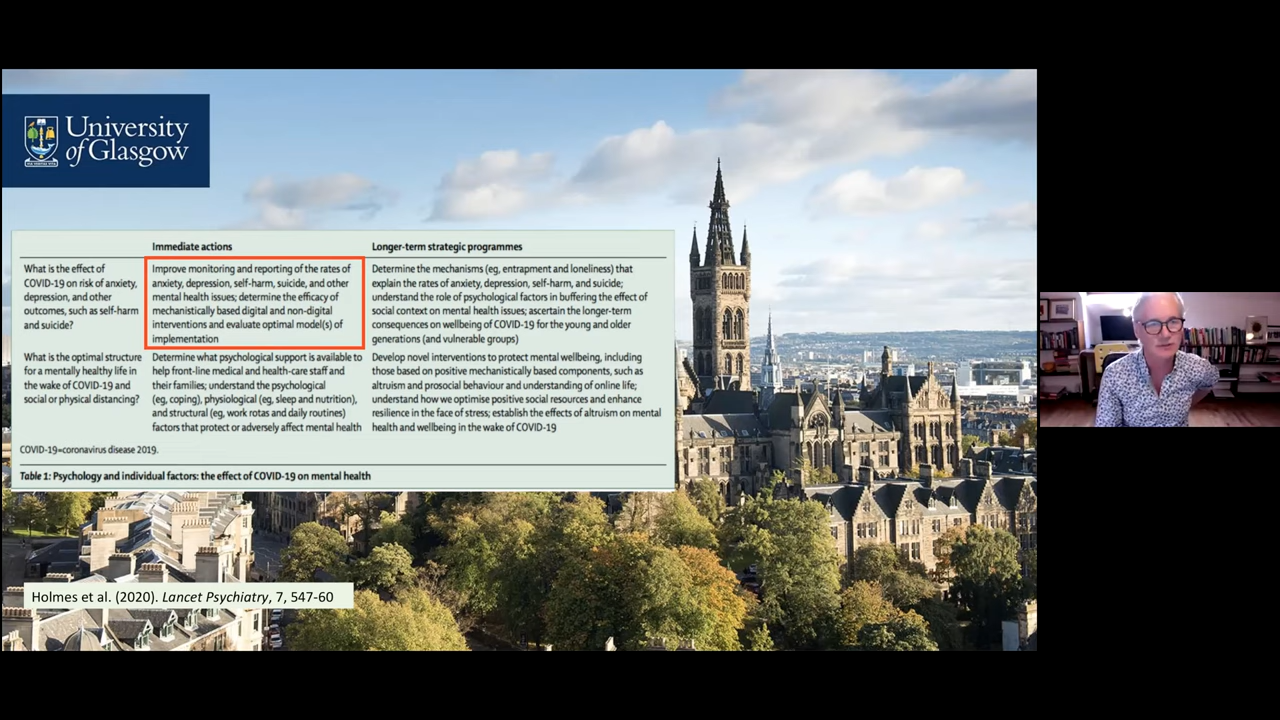 University
of Glasgow
Immediate actions
Longer-term strategic programmes
What is the effect of
COVID-19 on risk of anxiety,
depression, and other
outcomes, such as self-harm
and suicide?
Improve monitoring and reporting of the rates of
anxiety, depression, self-harm, suicide, and other
mental health issues; determine the efficacy of
mechanistically based digital and non-digital
interventions and evaluate optimal model(s) of
implementation
Determine the mechanisms (eg, entrapment and loneliness) that
explain the rates of anxiety, depression, self-harm, and suicide;
understand the role of psychological factors in buffering the effect of
social context on mental health issues; ascertain the longer-term
consequences on wellbeing of COVID-19 for the young and older
generations (and vulnerable groups)
What is the optimal structure
for a mentally healthy life in
the wake of COVID-19 and
social or physical distancing?
Determine what psychological support is available to
help front-line medical and health-care staff and
their families; understand the psychological
(eg, coping), physiological (eg, sleep and nutrition),
and structural (eg, work rotas and daily routines)
factors that protect or adversely affect mental health
Develop novel interventions to protect mental wellbeing, including
those based on positive mechanistically based components, such as
altruism and prosocial behaviour and understanding of online life;
understand how we optimise positive social resources and enhance
resilience in the face of stress; establish the effects of altruism on mental
health and wellbeing in the wake of COVID-19
COVID-19=coronavirus disease 2019.
Table 1: Psychology and individual factors: the effect of COVID-19 on mental health
Holmes et al. (2020). Lancet Psychiatry, 7, 547-60